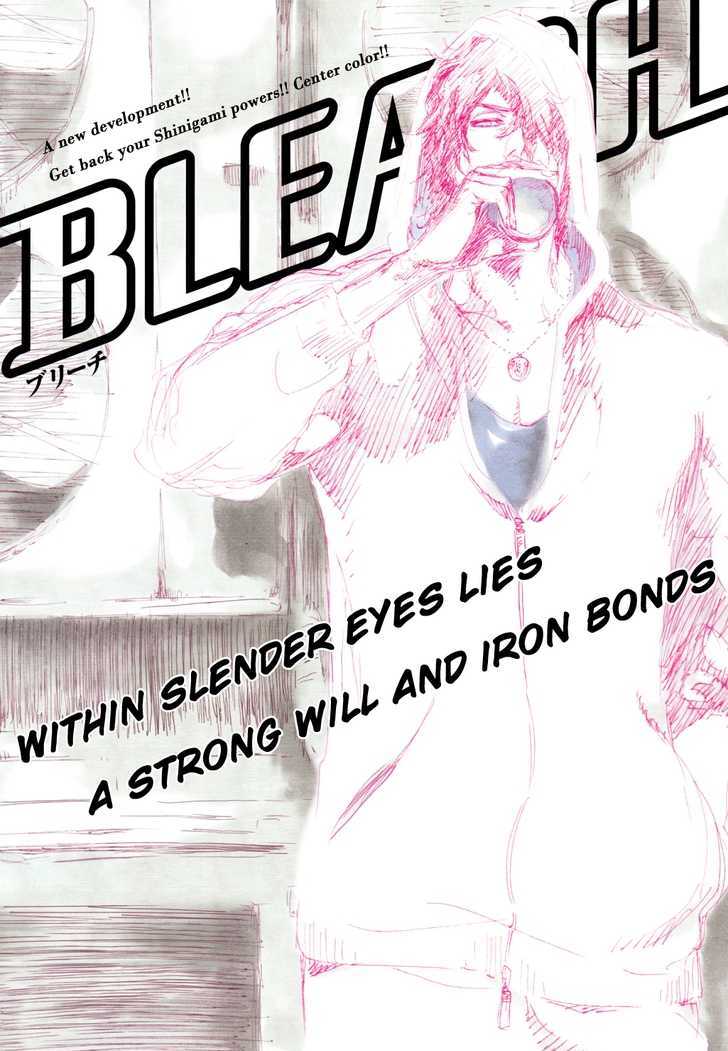 A new development!!
Get back your Shinigami powers!! Center color!!
BLEACH
ブリーチ
WITHIN SLENDER EYES LIES
A STRONG WILL AND IRON BONDS